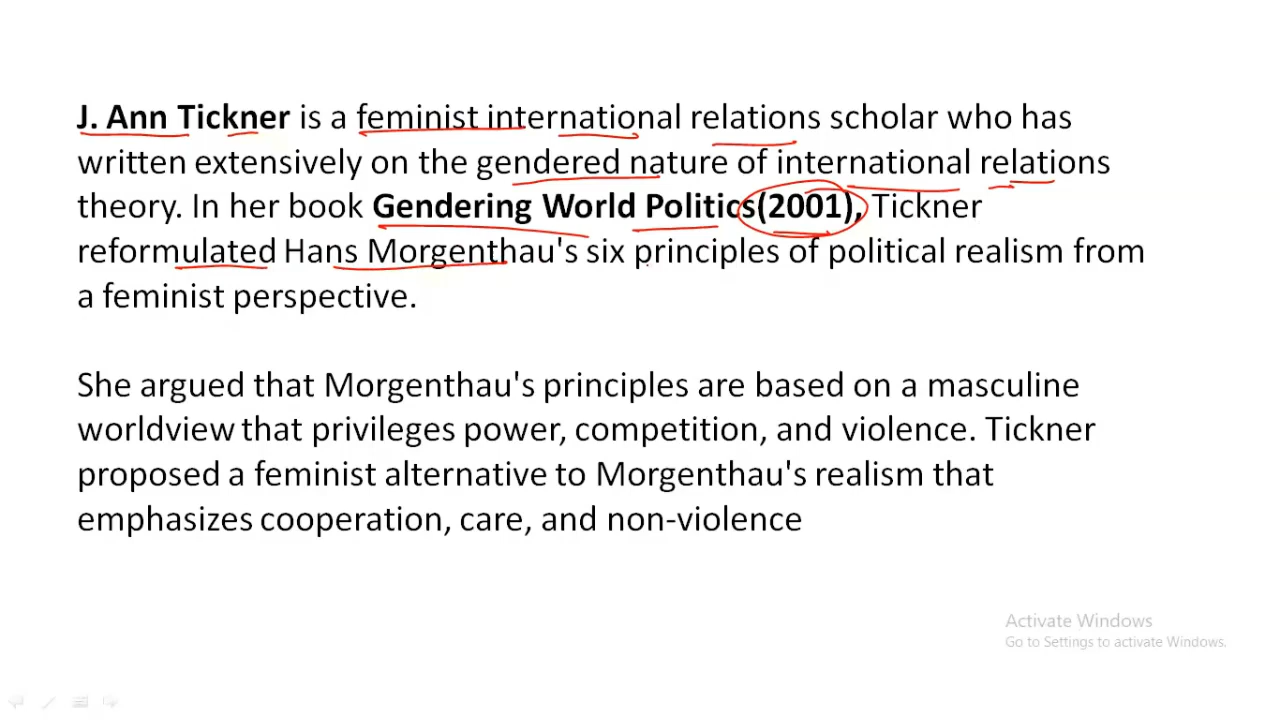 J. Ann Tickner is a feminist international relations scholar who has
written extensively on the gendered nature of international relations
theory. In her book Gendering World Politics(2001), Tickner
reformulated Hans Morgenthau's six principles of political realism from
a feminist perspective.
She argued that Morgenthau's principles are based on a masculine
worldview that privileges power, competition, and violence. Tickner
proposed a feminist alternative to Morgenthau's realism that
emphasizes cooperation, care, and non-violence
Activate Windows
Go to Settings to activate Windows.